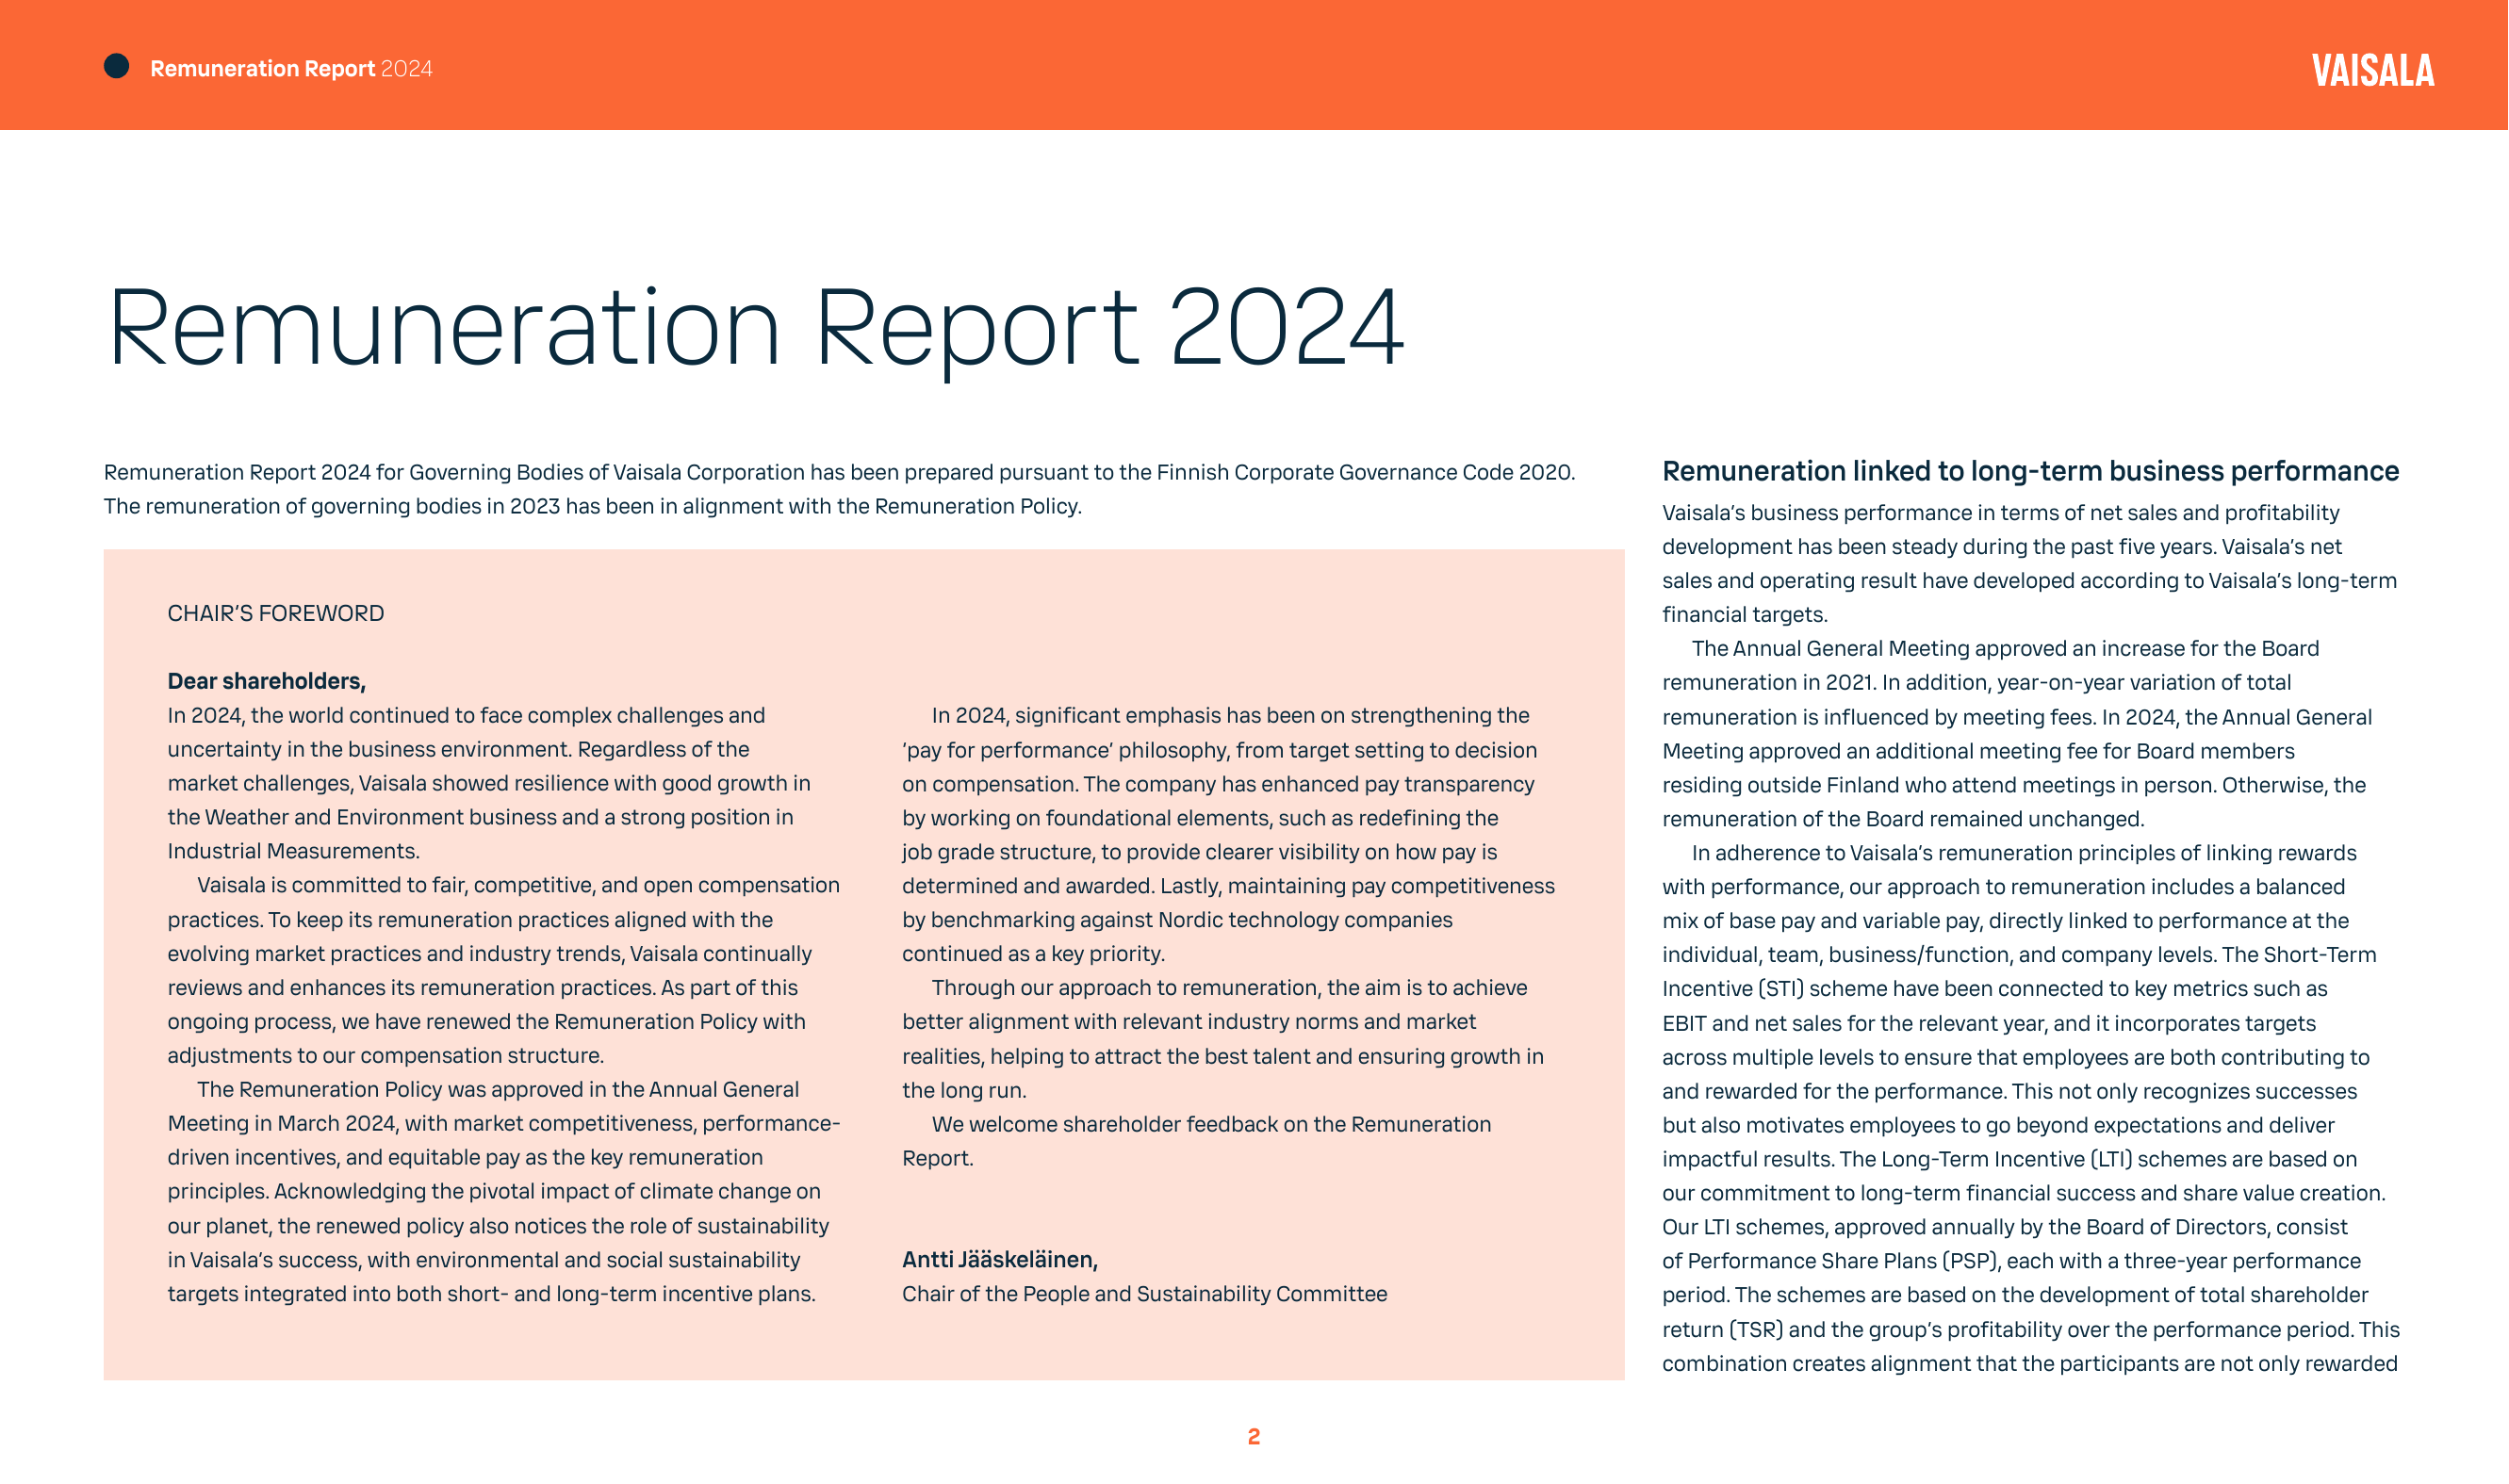 Remuneration Report 2024
VAISALA
Remuneration Report 2024
Remuneration Report 2024 for Governing Bodies of Vaisala Corporation has been prepared pursuant to the Finnish Corporate Governance Code 2020.
The remuneration of governing bodies in 2023 has been in alignment with the Remuneration Policy.
CHAIR’S FOREWORD
Dear shareholders,
In 2024, the world continued to face complex challenges and
uncertainty in the business environment. Regardless of the
market challenges, Vaisala showed resilience with good growth in
the Weather and Environment business and a strong position in
Industrial Measurements.
Vaisala is committed to fair, competitive, and open compensation
practices. To keep its remuneration practices aligned with the
evolving market practices and industry trends, Vaisala continually
reviews and enhances its remuneration practices. As part of this
ongoing process, we have renewed the Remuneration Policy with
adjustments to our compensation structure.
The Remuneration Policy was approved in the Annual General
Meeting in March 2024, with market competitiveness, performance-
driven incentives, and equitable pay as the key remuneration
principles. Acknowledging the pivotal impact of climate change on
our planet, the renewed policy also notices the role of sustainability
in Vaisala’s success, with environmental and social sustainability
targets integrated into both short- and long-term incentive plans.
In 2024, significant emphasis has been on strengthening the
‘pay for performance’ philosophy, from target setting to decision
on compensation. The company has enhanced pay transparency
by working on foundational elements, such as redefining the
job grade structure, to provide clearer visibility on how pay is
determined and awarded. Lastly, maintaining pay competitiveness
by benchmarking against Nordic technology companies
continued as a key priority.
Through our approach to remuneration, the aim is to achieve
better alignment with relevant industry norms and market
realities, helping to attract the best talent and ensuring growth in
the long run.
We welcome shareholder feedback on the Remuneration
Report.
Antti Jääskeläinen,
Chair of the People and Sustainability Committee
Remuneration linked to long-term business performance
Vaisala’s business performance in terms of net sales and profitability
development has been steady during the past five years. Vaisala’s net
sales and operating result have developed according to Vaisala’s long-term
financial targets.
The Annual General Meeting approved an increase for the Board
remuneration in 2021. In addition, year-on-year variation of total
remuneration is influenced by meeting fees. In 2024, the Annual General
Meeting approved an additional meeting fee for Board members
residing outside Finland who attend meetings in person. Otherwise, the
remuneration of the Board remained unchanged.
In adherence to Vaisala’s remuneration principles of linking rewards
with performance, our approach to remuneration includes a balanced
mix of base pay and variable pay, directly linked to performance at the
individual, team, business/function, and company levels. The Short-Term
Incentive (STI) scheme have been connected to key metrics such as
EBIT and net sales for the relevant year, and it incorporates targets
across multiple levels to ensure that employees are both contributing to
and rewarded for the performance. This not only recognizes successes
but also motivates employees to go beyond expectations and deliver
impactful results. The Long-Term Incentive (LTI) schemes are based on
our commitment to long-term financial success and share value creation.
Our LTI schemes, approved annually by the Board of Directors, consist
of Performance Share Plans (PSP), each with a three-year performance
period. The schemes are based on the development of total shareholder
return (TSR) and the group’s profitability over the performance period. This
combination creates alignment that the participants are not only rewarded
2